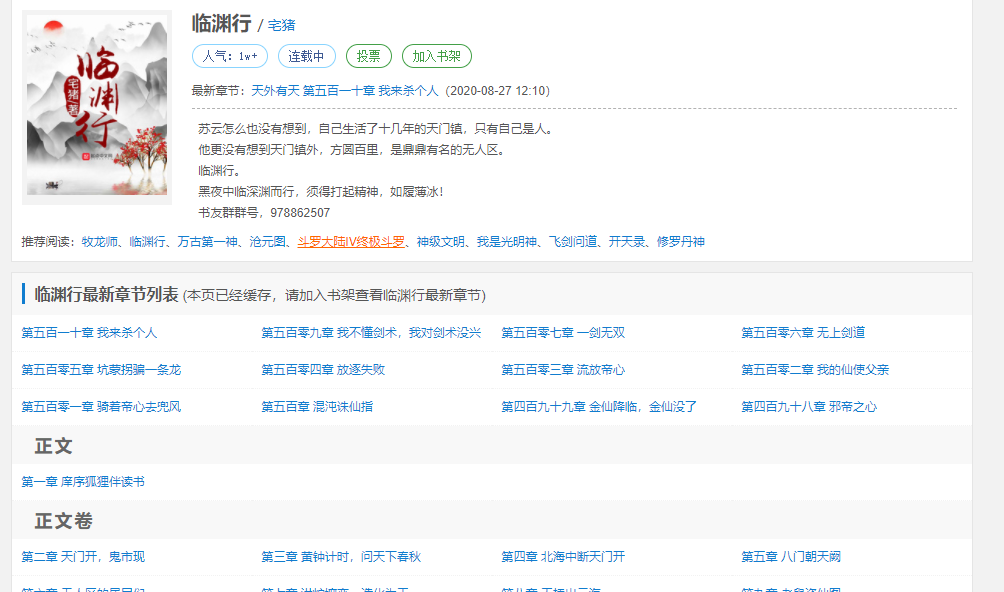 临渊行
宅猪著
临渊行 / 宅猪
人气：1w+ 连载中 投票 加入书架
最新章节：天外有天 第五百一十章 我来杀个人（2020-08-27 12:10）
苏云怎么也没有想到，自己生活了十几年的天门镇，只有自己是人。
他更没有想到天门镇外，方圆百里，是鼎鼎有名的无人区。
临渊行。
黑夜中临深渊而行，须得打起精神，如履薄冰！
书友群群号，978862507
推荐阅读：牧龙师、临渊行、万古第一神、沧元图、斗罗大陆IV终极斗罗、神级文明、我是光明神、飞剑问道、开天录、修罗丹神
临渊行最新章节列表 (本页已经缓存，请加入书架查看临渊行最新章节)
第五百一十章 我来杀个人 第五百零九章 我不懂剑术，我对剑术没兴 第五百零七章 一剑无双 第五百零六章 无上剑道
第五百零五章 坑蒙拐骗一条龙 第五百零四章 放逐失败 第五百零三章 流放帝心 第五百零二章 我的仙使父亲
第五百零一章 骑着帝心去兜风 第五百章 混沌诛仙指 第四百九十九章 金仙降临，金仙没了 第四百九十八章 邪帝之心
正文
第一章 庠序狐狸伴读书
正文卷
第二章 天门开，鬼市现 第三章 黄钟计时，问天下春秋 第四章 北海中断天门开 第五章 八门朝天阙